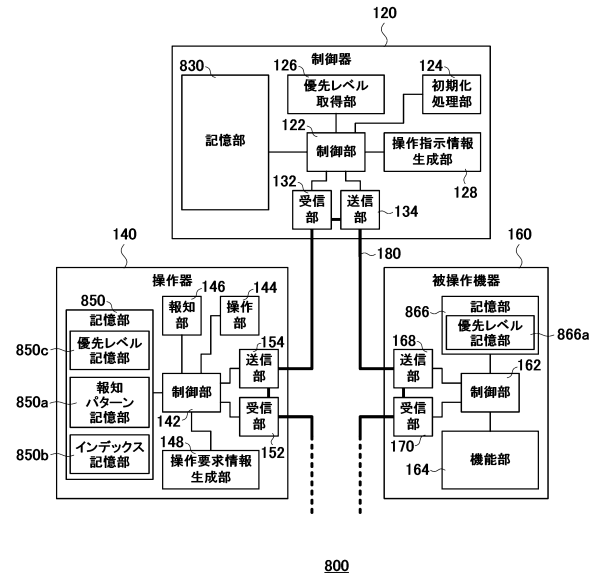 120
制御器
830
126
124
優先レベル
取得部
初期化
処理部
122
記憶部
制御部
操作指示情報
生成部
128
132
受信
部
送信
部
134
180
140
160
操作器
850
146
144
記憶部
報知
部
操作
部
850c
優先レベル
記憶部
154
送信
部
850a
報知
パターン
記憶部
制御部
142
受信
部
152
850b
インデックス
記憶部
148
操作要求情報
生成部
被操作機器
866
記憶部
優先レベル
記憶部
866a
168
送信
部
162
制御部
受信
部
170
164
機能部
800